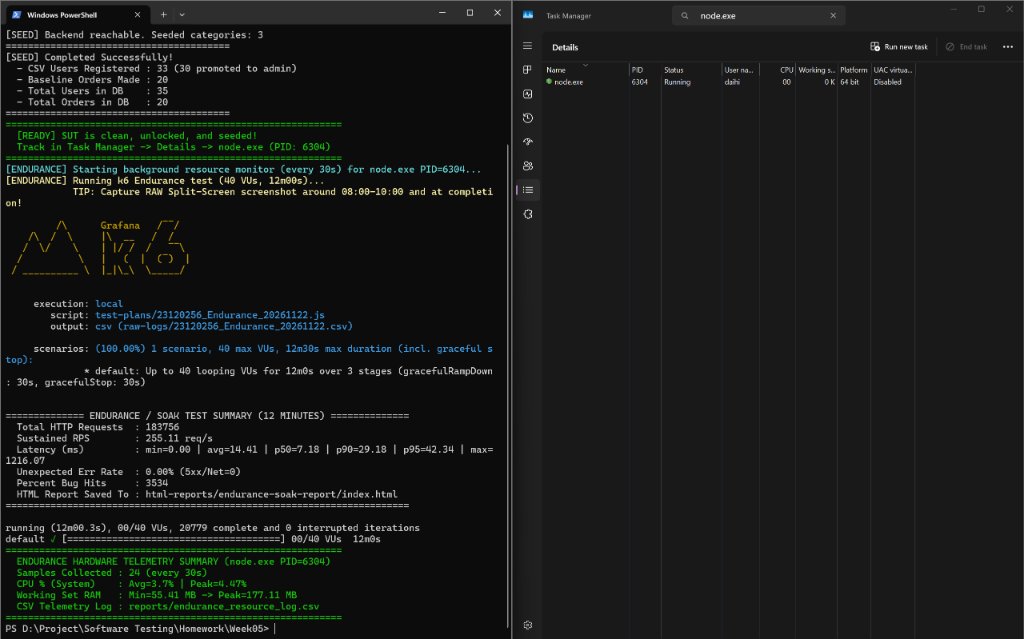 Windows PowerShell
[SEED] Backend reachable. Seeded categories: 3
========================================
[SEED] Completed Successfully!
- CSV Users Registered : 33 (30 promoted to admin)
- Baseline Orders Made : 20
- Total Users in DB    : 35
- Total Orders in DB   : 20
========================================
============================================================
[READY] SUT is clean, unlocked, and seeded!
Track in Task Manager -> Details -> node.exe (PID: 6304)
============================================================
[ENDURANCE] Starting background resource monitor (every 30s) for node.exe PID=6304...
[ENDURANCE] Running k6 Endurance test (40 VUs, 12m00s)...
TIP: Capture RAW Split-Screen screenshot around 08:00-10:00 and at completi
on!
Grafana
k6
execution: local
script: test-plans/23120256_Endurance_20261122.js
output: csv (raw-logs/23120256_Endurance_20261122.csv)
scenarios: (100.00%) 1 scenario, 40 max VUs, 12m30s max duration (incl. graceful s
top):
* default: Up to 40 looping VUs for 12m0s over 3 stages (gracefulRampDown
: 30s, gracefulStop: 30s)
============== ENDURANCE / SOAK TEST SUMMARY (12 MINUTES) ==============
Total HTTP Requests  : 183756
Sustained RPS        : 255.11 req/s
Latency (ms)         : min=0.00 | avg=14.41 | p50=7.18 | p90=29.18 | p95=42.34 | max=
1216.07
Unexpected Err Rate  : 0.00% (5xx/Net=0)
Percent Bug Hits     : 3534
HTML Report Saved To : html-reports/endurance-soak-report/index.html
========================================================================
running (12m00.3s), 00/40 VUs, 20779 complete and 0 interrupted iterations
default ✓ [======================================] 00/40 VUs  12m0s
============================================================
ENDURANCE HARDWARE TELEMETRY SUMMARY (node.exe PID=6304)
Samples Collected : 24 (every 30s)
CPU % (System)    : Avg=3.7% | Peak=4.47%
Working Set RAM   : Min=55.41 MB -> Peak=177.11 MB
CSV Telemetry Log : reports/endurance_resource_log.csv
============================================================
PS D:\Project\Software Testing\Homework\Week05>
Task Manager
node.exe
Details
Run new task
End task
Name PID Status User na... CPU Working s... Platform UAC virtua...
node.exe 6304 Running daihi 00 0 K 64 bit Disabled